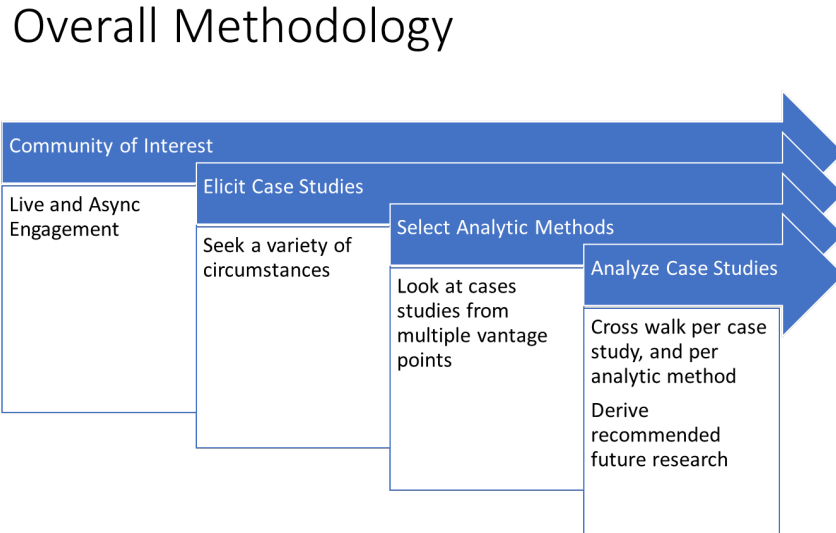 Overall Methodology
Community of Interest
Live and Async
Engagement
Elicit Case Studies
Seek a variety of
circumstances
Select Analytic Methods
Look at cases
studies from
multiple vantage
points
Analyze Case Studies
Cross walk per case
study, and per
analytic method
Derive
recommended
future research